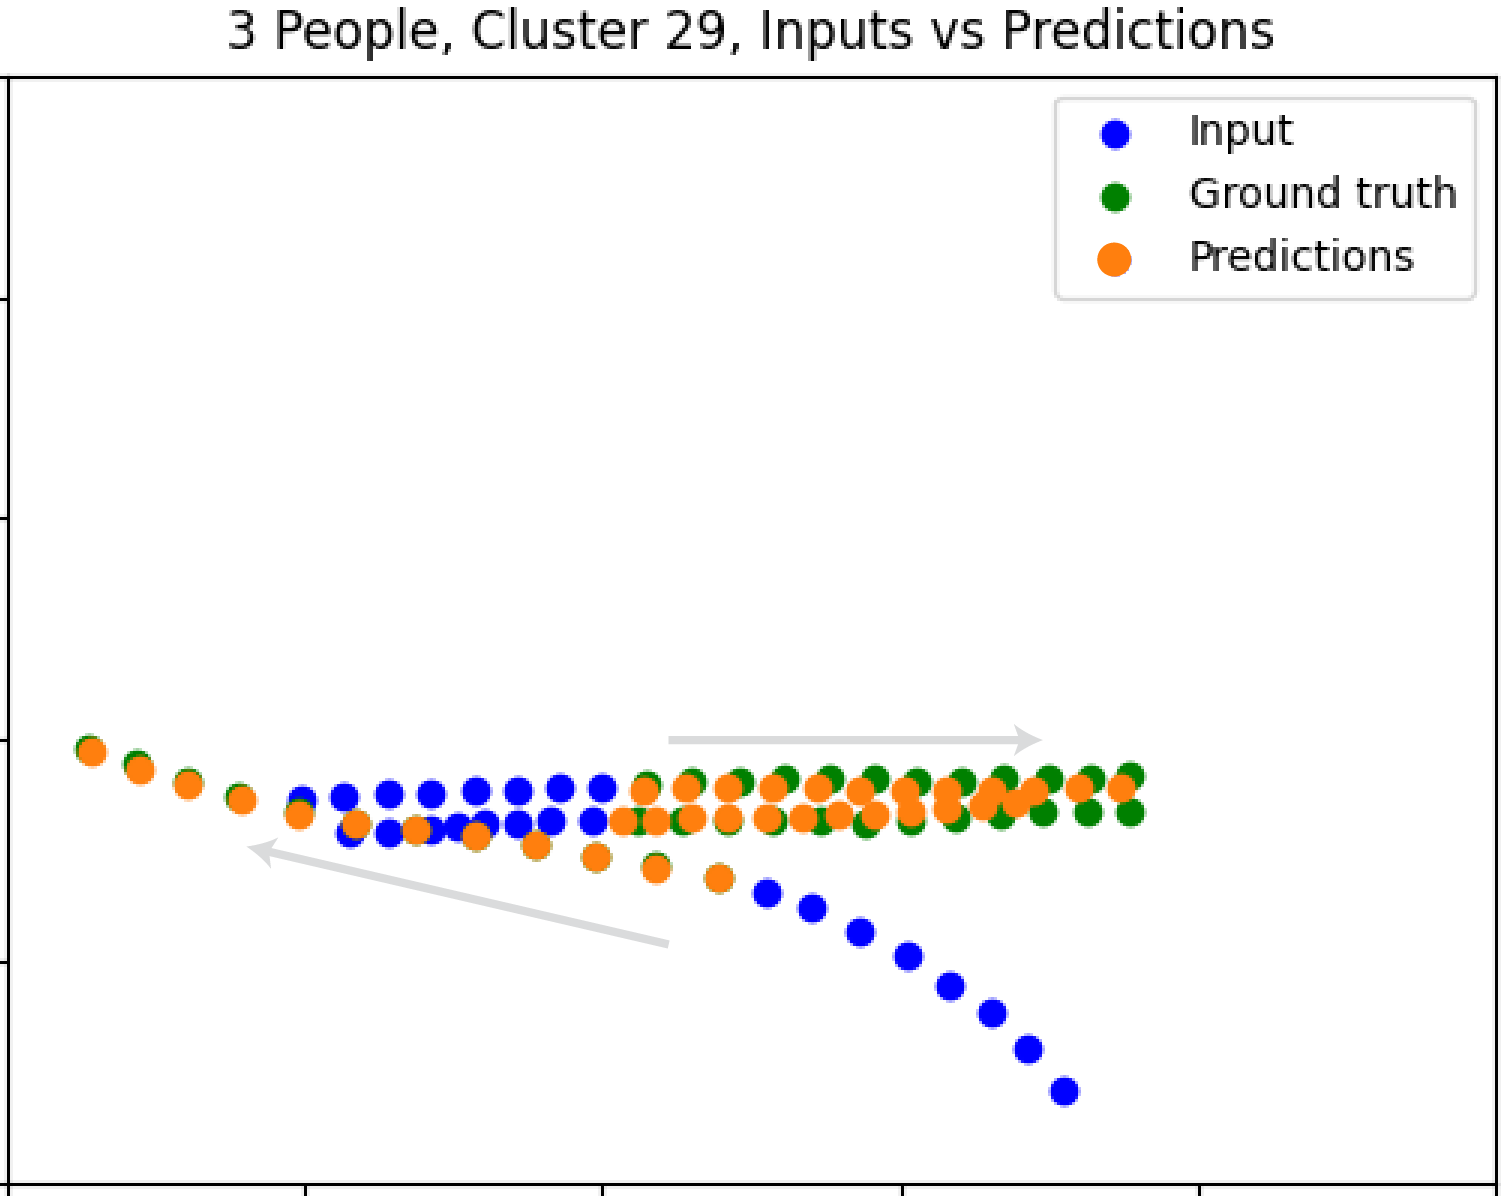 3 People, Cluster 29, Inputs vs Predictions
Input
Ground truth
Predictions